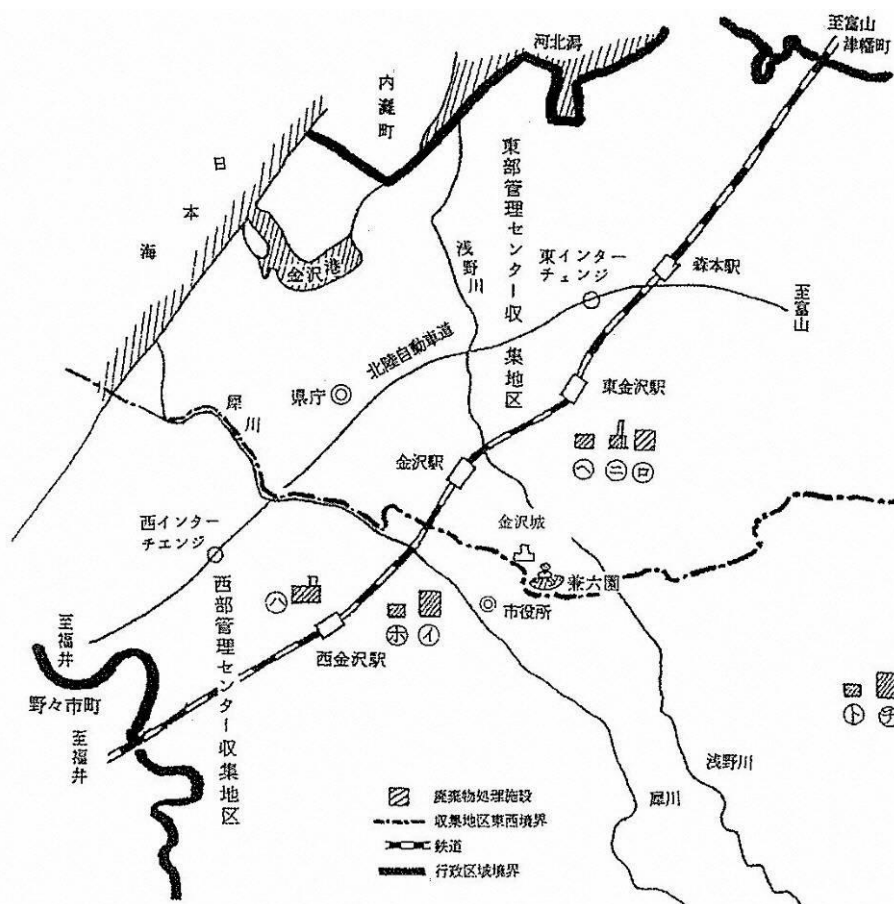 河北潟
至富山
津幡町
内灘町
日本海
金沢港
浅野川
東部管理センター収集地区
東インター
チェンジ
森本駅
至富山
北陸自動車道
県庁
犀川
東金沢駅
ヘ
ニ
ロ
金沢駅
金沢城
西インター
チエンジ
兼六園
市役所
ハ
ホ
イ
西金沢駅
西部管理センター収集地区
至福井
野々市町
至福井
ト
チ
浅野川
犀川
廃棄物処理施設
収集地区東西境界
鉄道
行政区域境界